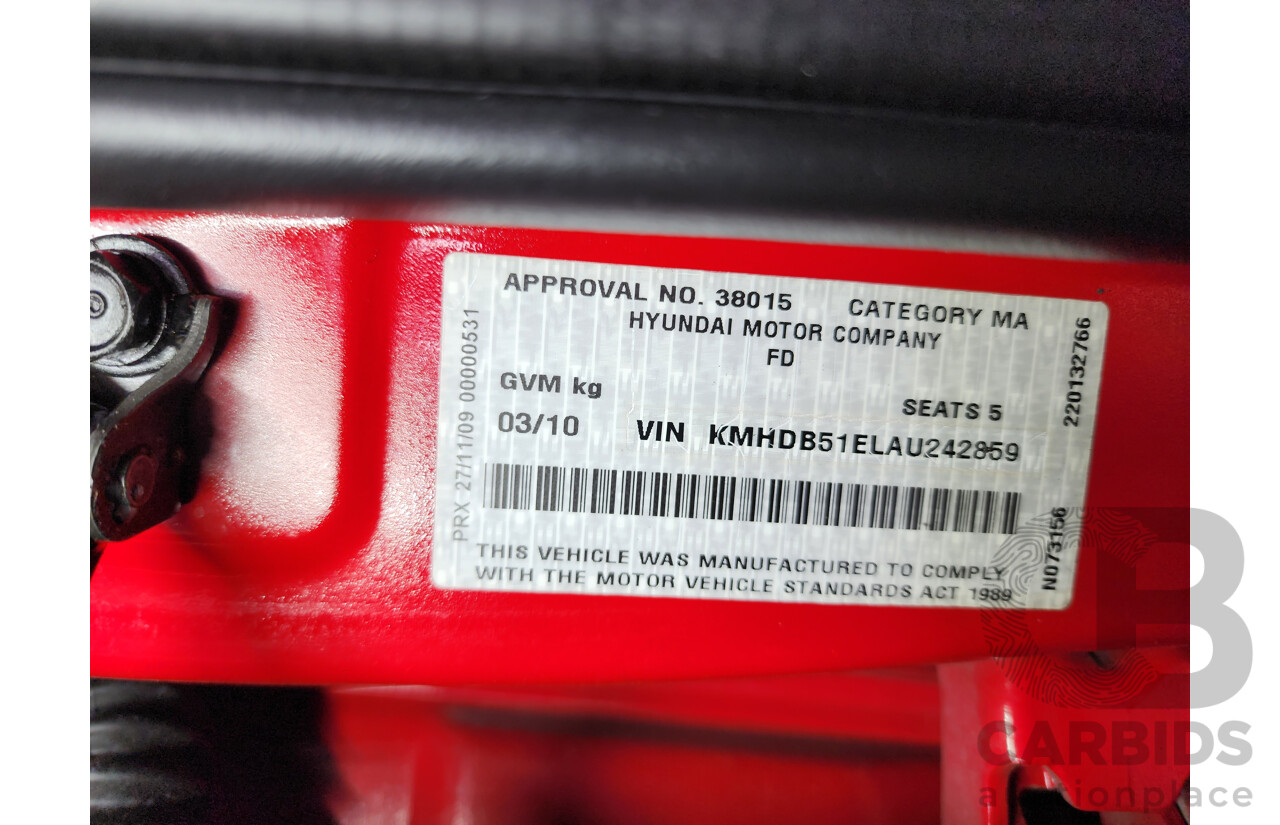 APPROVAL NO. 38015 CATEGORY MA
HYUNDAI MOTOR COMPANY
FD
GVM kg
SEATS 5
03/10 VIN KMHDB51ELAU242859
THIS VEHICLE WAS MANUFACTURED TO COMPLY
WITH THE MOTOR VEHICLE STANDARDS ACT 1989
PRX 27/11/09 00000531
220132766
N073156
CB
CARBIDS
auctionplace